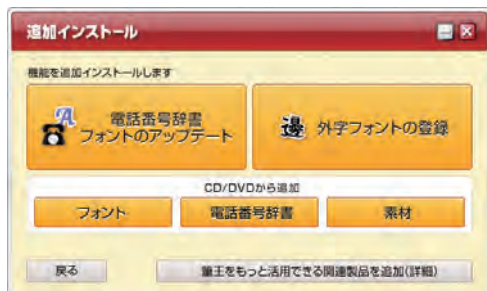 追加インストール
機能を追加インストールします
電話番号辞書
フォントのアップデート
邊 外字フォントの登録
CD/DVDから追加
フォント 電話番号辞書 素材
戻る 筆王をもっと活用できる関連製品を追加(詳細)